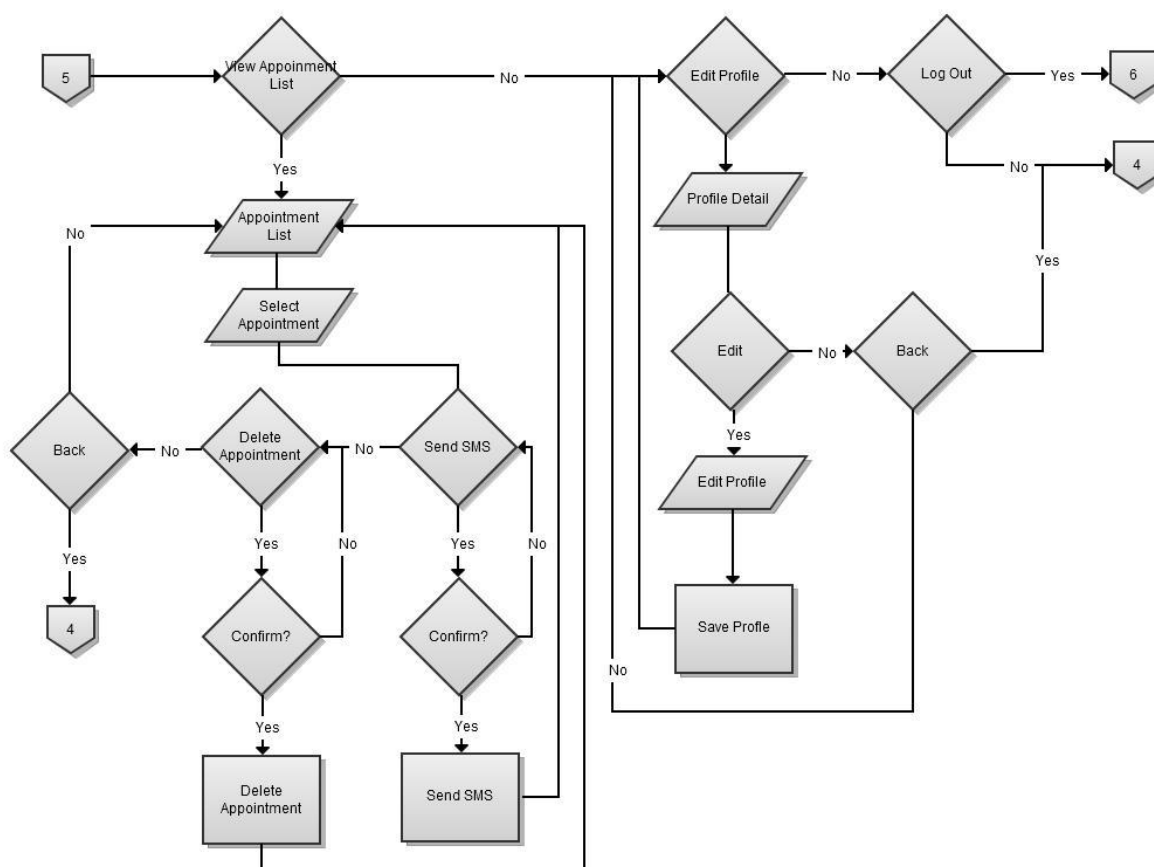 5
View Appoinment
List
No
Edit Profile
No
Log Out
Yes
6
Yes
No
4
Appointment
List
Profile Detail
No
Yes
Select
Appointment
Edit
No
Back
Back
No
Delete
Appointment
No
Send SMS
Yes
Edit Profile
Yes
Yes
No
Yes
No
4
Confirm?
Confirm?
Save Profle
No
Yes
Yes
Delete
Appointment
Send SMS